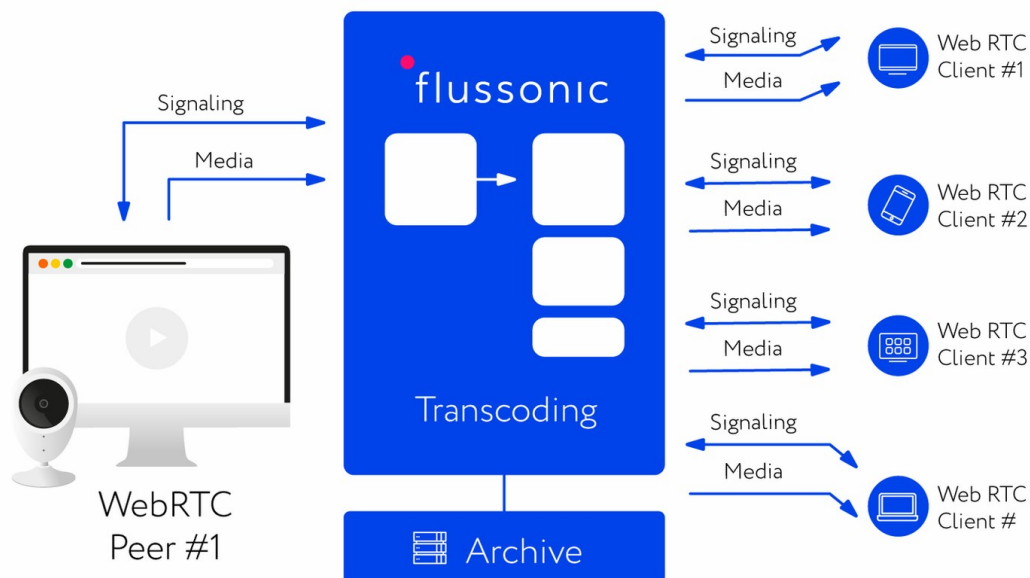 Signaling
Media
WebRTC
Peer #1
flussonic
Transcoding
Archive
Signaling
Media
Web RTC
Client #1
Signaling
Media
Web RTC
Client #2
Signaling
Media
Web RTC
Client #3
Signaling
Media
Web RTC
Client #